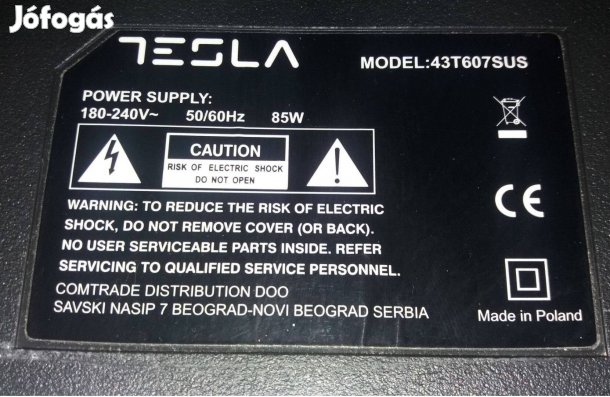 Jófogás
TESLA
MODEL:43T607SUS
POWER SUPPLY:
180-240V~ 50/60Hz 85W
CAUTION
RISK OF ELECTRIC SHOCK
DO NOT OPEN
WARNING: TO REDUCE THE RISK OF ELECTRIC
SHOCK, DO NOT REMOVE COVER (OR BACK).
NO USER SERVICEABLE PARTS INSIDE. REFER
SERVICING TO QUALIFIED SERVICE PERSONNEL.
COMTRADE DISTRIBUTION DOO
SAVSKI NASIP 7 BEOGRAD-NOVI BEOGRAD SERBIA
CE
Made in Poland